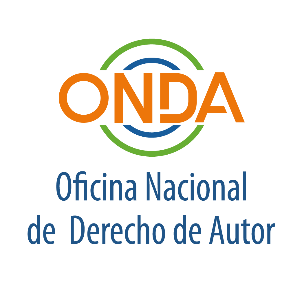 ONDA
Oficina Nacional
de Derecho de Autor